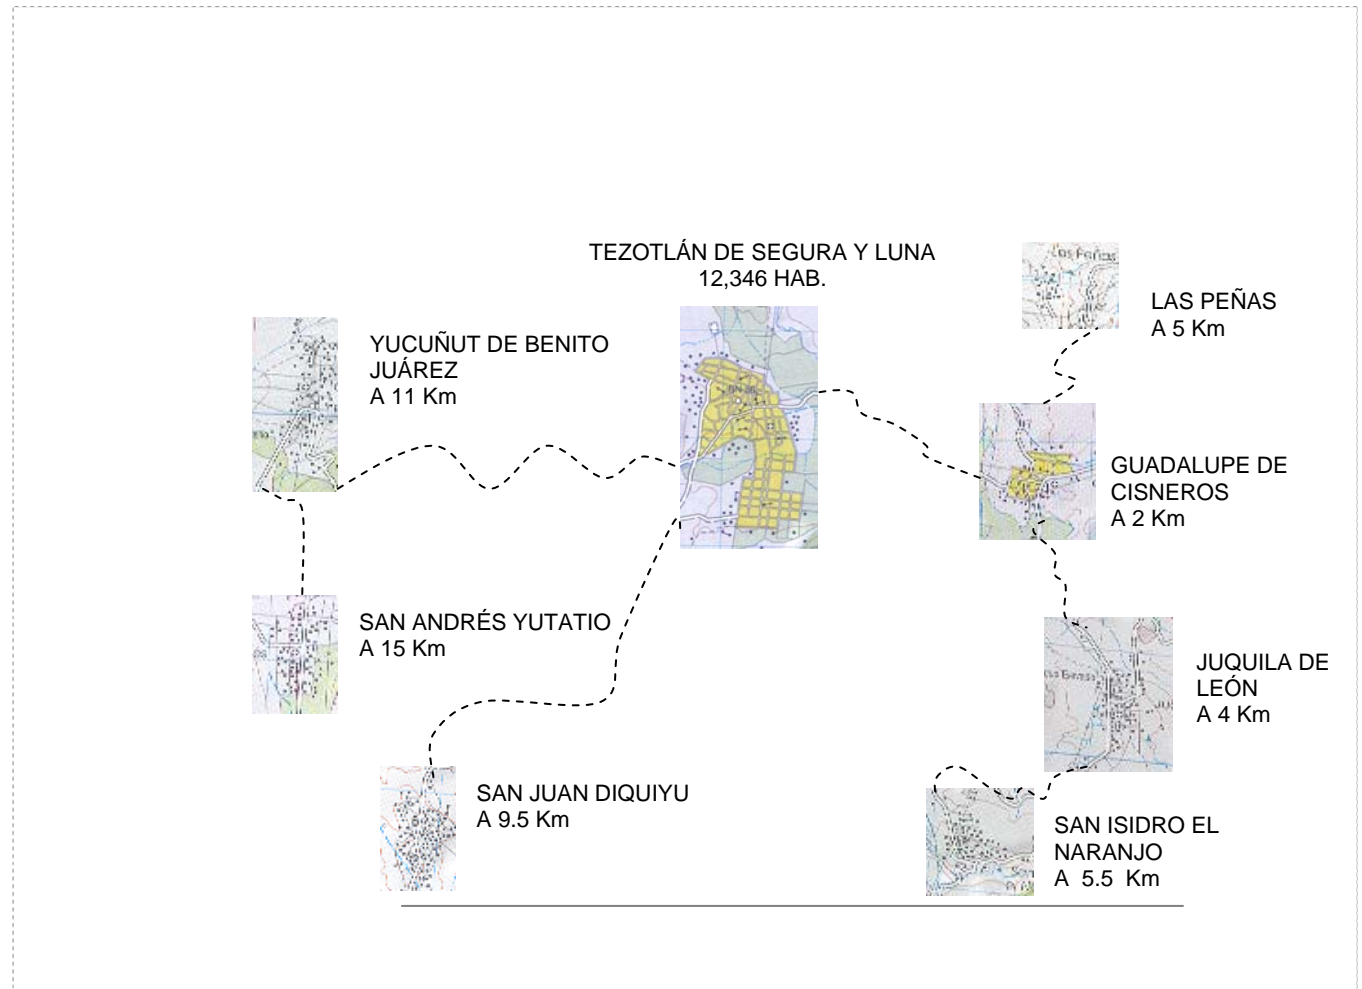 TEZOTLÁN DE SEGURA Y LUNA
12,346 HAB.
Las Peñas
LAS PEÑAS
A 5 Km
YUCUÑUT DE BENITO
JUÁREZ
A 11 Km
GUADALUPE DE
CISNEROS
A 2 Km
SAN ANDRÉS YUTATIO
A 15 Km
JUQUILA DE
LEÓN
A 4 Km
SAN JUAN DIQUIYU
A 9.5 Km
SAN ISIDRO EL
NARANJO
A 5.5 Km